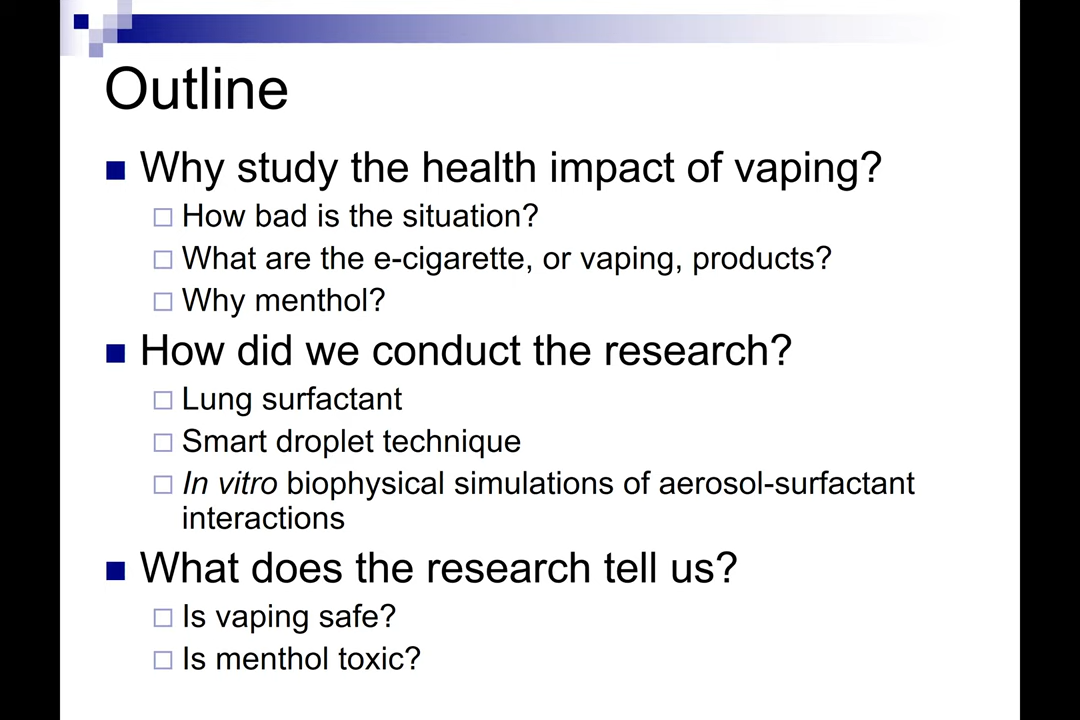 Outline
Why study the health impact of vaping?
How bad is the situation?
What are the e-cigarette, or vaping, products?
Why menthol?
How did we conduct the research?
Lung surfactant
Smart droplet technique
In vitro biophysical simulations of aerosol-surfactant
interactions
What does the research tell us?
Is vaping safe?
Is menthol toxic?